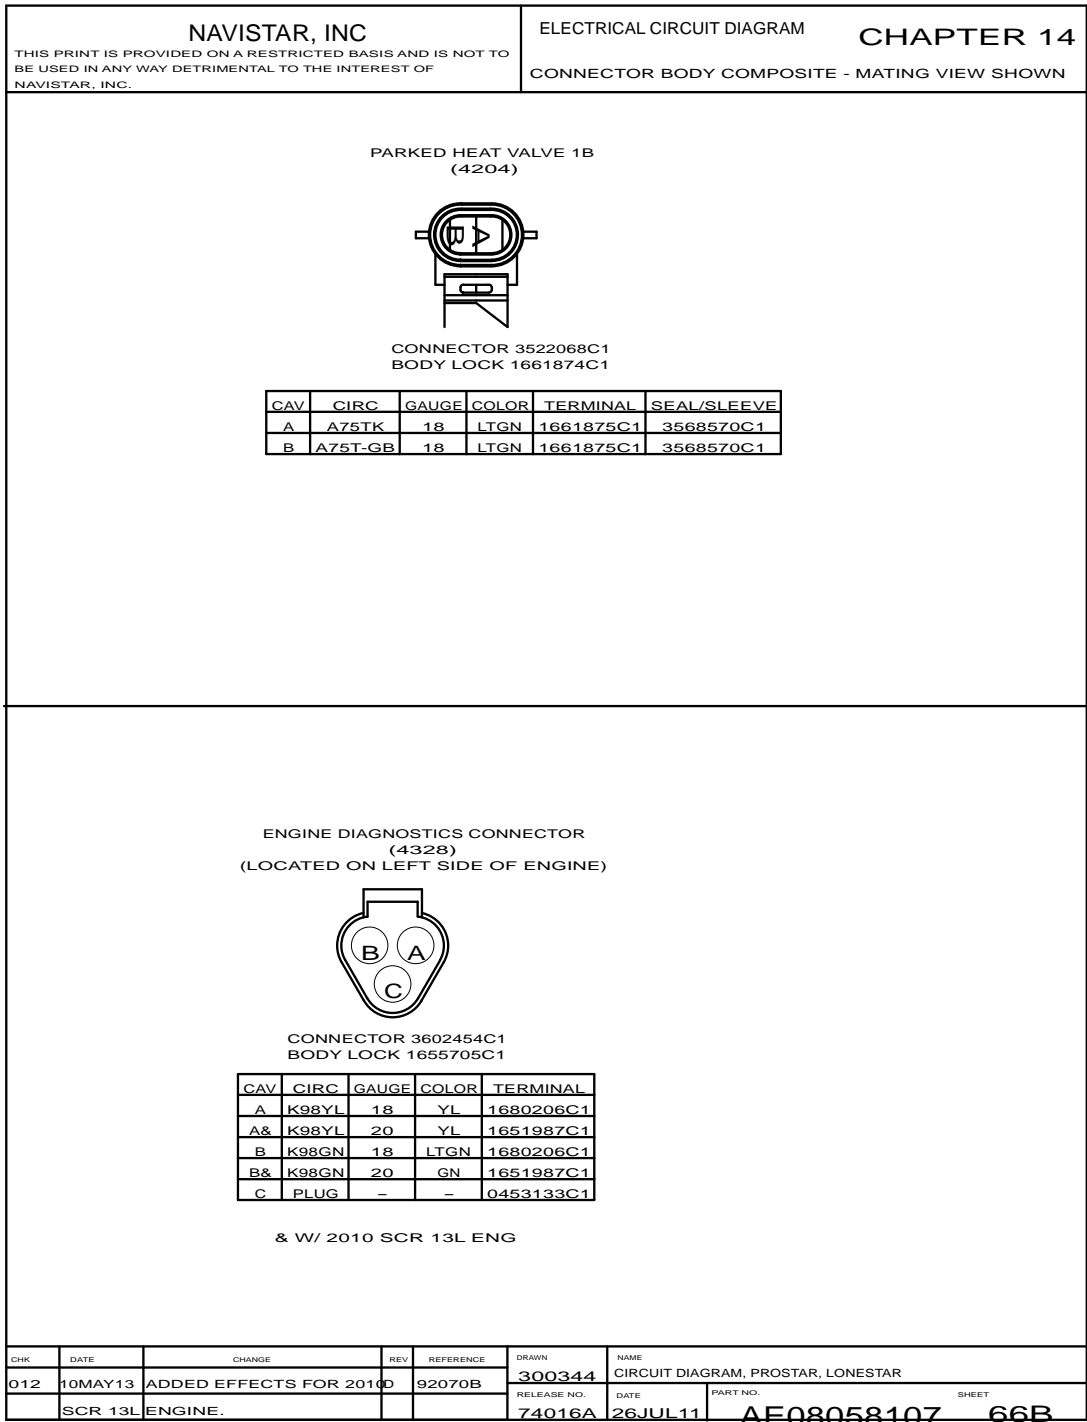 NAVISTAR, INC
THIS PRINT IS PROVIDED ON A RESTRICTED BASIS AND IS NOT TO
BE USED IN ANY WAY DETRIMENTAL TO THE INTEREST OF
NAVISTAR, INC.
ELECTRICAL CIRCUIT DIAGRAM CHAPTER 14
CONNECTOR BODY COMPOSITE - MATING VIEW SHOWN
PARKED HEAT VALVE 1B
(4204)
B A
CONNECTOR 3522068C1
BODY LOCK 1661874C1
CAV CIRC GAUGE COLOR TERMINAL SEAL/SLEEVE
A A75TK 18 LTGN 1661875C1 3568570C1
B A75T-GB 18 LTGN 1661875C1 3568570C1
ENGINE DIAGNOSTICS CONNECTOR
(4328)
(LOCATED ON LEFT SIDE OF ENGINE)
B A
C
CONNECTOR 3602454C1
BODY LOCK 1655705C1
CAV CIRC GAUGE COLOR TERMINAL
A K98YL 18 YL 1680206C1
A& K98YL 20 YL 1651987C1
B K98GN 18 LTGN 1680206C1
B& K98GN 20 GN 1651987C1
C PLUG – – 0453133C1
& W/ 2010 SCR 13L ENG
CHK DATE CHANGE REV REFERENCE
012 10MAY13 ADDED EFFECTS FOR 2010 D 92070B
SCR 13L ENGINE.
DRAWN
300344
NAME
CIRCUIT DIAGRAM, PROSTAR, LONESTAR
RELEASE NO. DATE PART NO. SHEET
74016A 26JUL11 AE08058107 66B